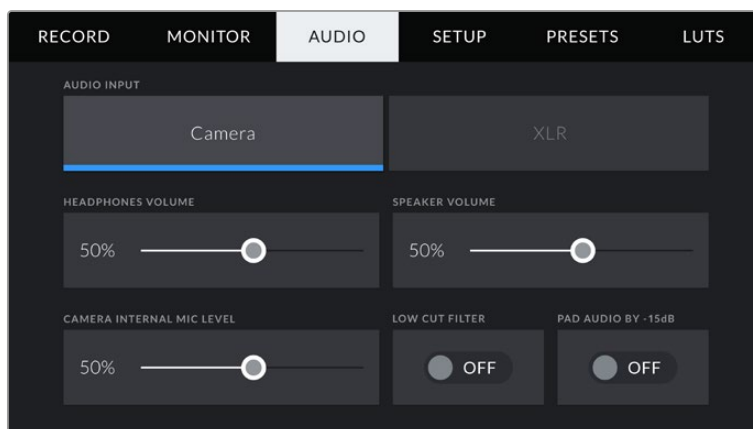 RECORD MONITOR AUDIO SETUP PRESETS LUTS
AUDIO INPUT
Camera XLR
HEADPHONES VOLUME SPEAKER VOLUME
50% 50%
CAMERA INTERNAL MIC LEVEL LOW CUT FILTER PAD AUDIO BY -15dB
50% OFF OFF